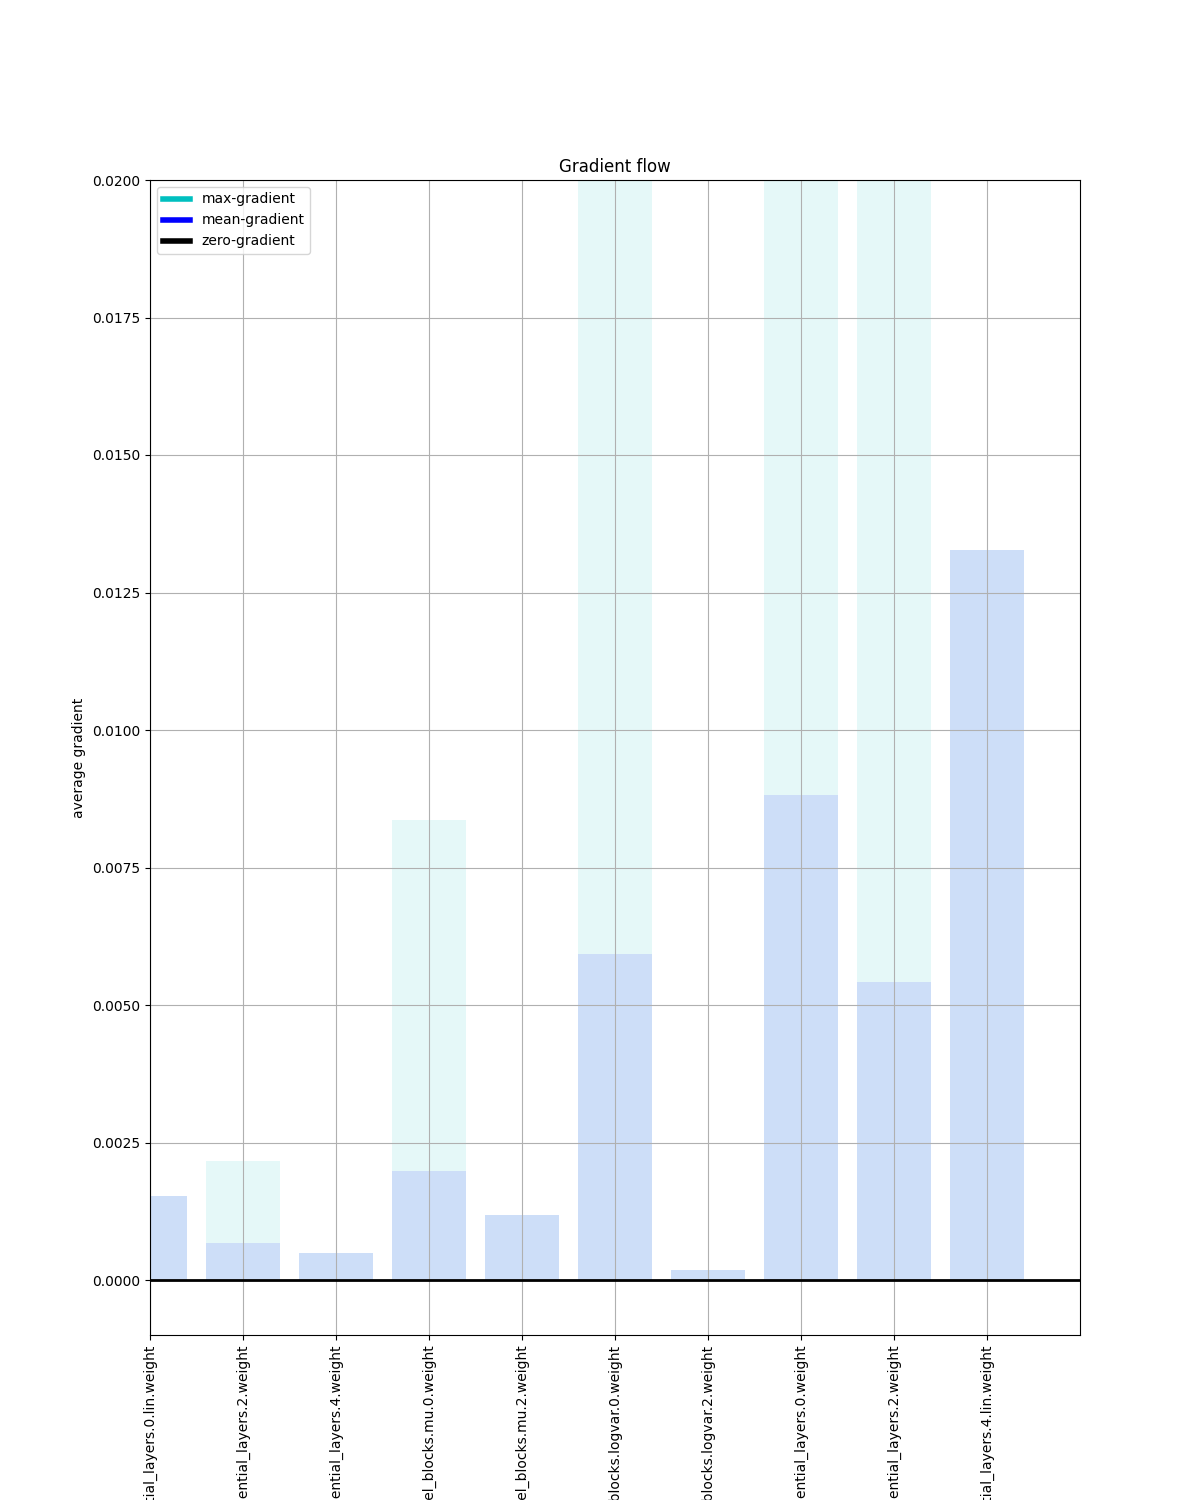 Gradient flow
max-gradient
mean-gradient
zero-gradient
0.0200
0.0175
0.0150
0.0125
0.0100
0.0075
0.0050
0.0025
0.0000
average gradient
tial_layers.0.lin.weight
ential_layers.2.weight
ential_layers.4.weight
el_blocks.mu.0.weight
el_blocks.mu.2.weight
blocks.logvar.0.weight
blocks.logvar.2.weight
ential_layers.0.weight
ential_layers.2.weight
tial_layers.4.lin.weight